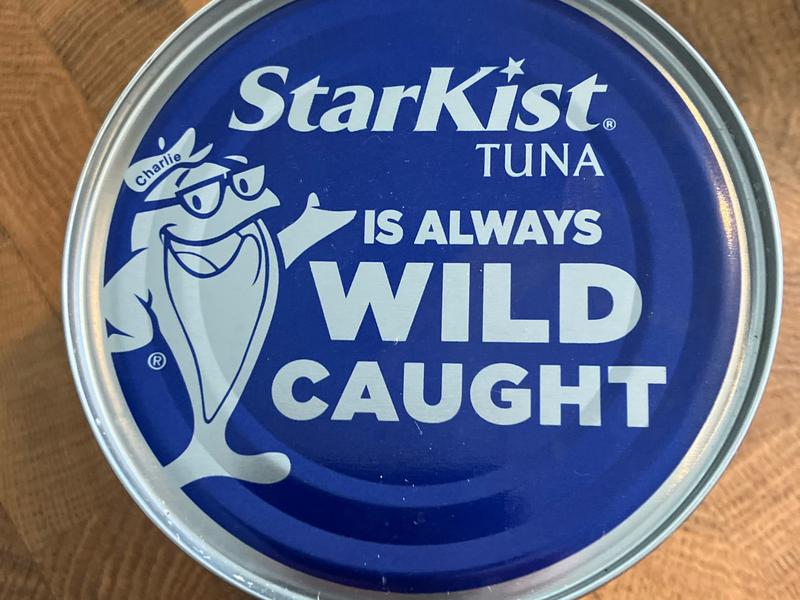 StarKist®
TUNA
Charlie
IS ALWAYS
WILD
CAUGHT
®